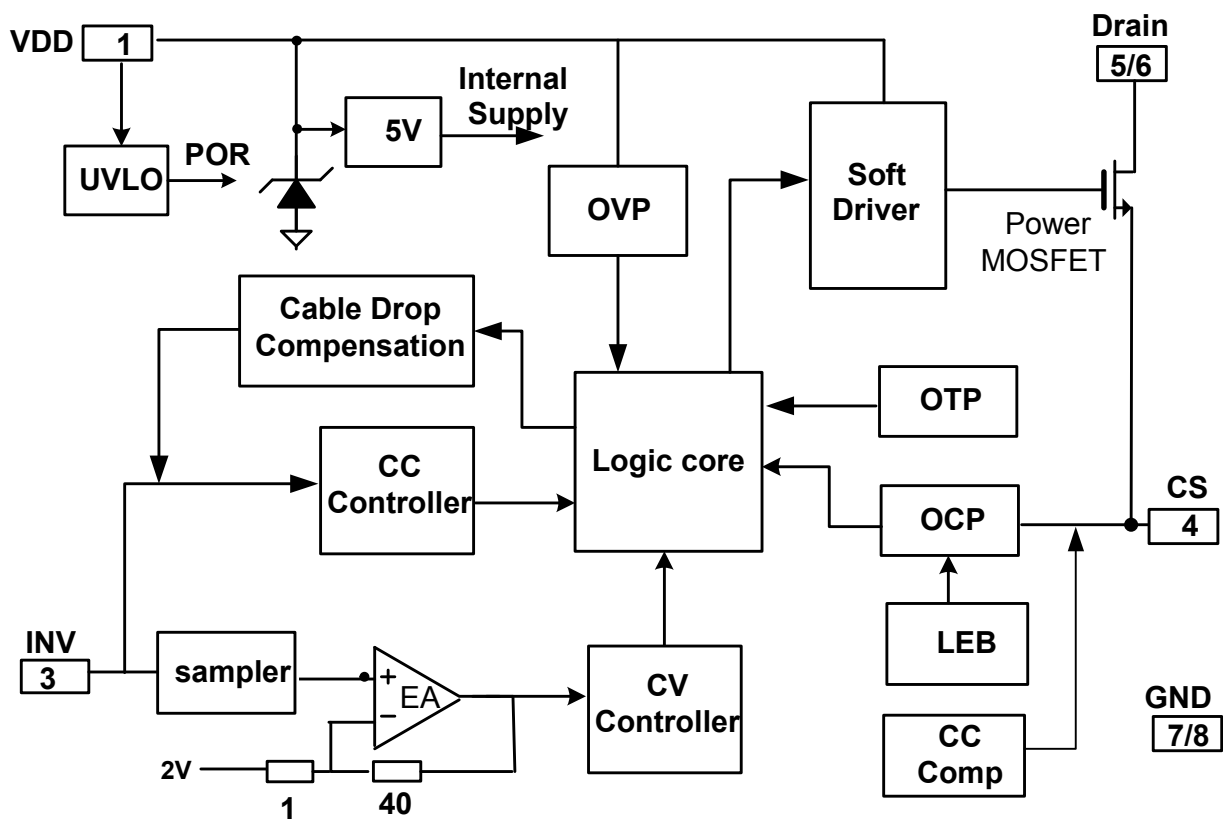 VDD
1
Drain
5/6
Internal
Supply
5V
POR
UVLO
OVP
Soft
Driver
Power
MOSFET
Cable Drop
Compensation
OTP
Logic core
CC
Controller
OCP
CS
4
LEB
INV
3
sampler
+
EA
−
CV
Controller
GND
7/8
CC
Comp
2V
1
40